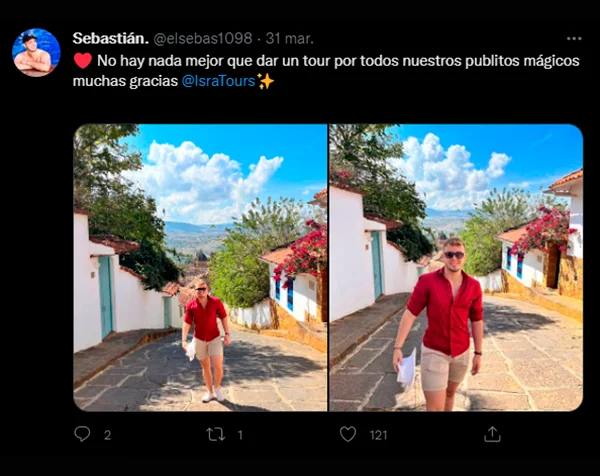 Sebastián. @elsebas1098 · 31 mar.
❤️ No hay nada mejor que dar un tour por todos nuestros publitos mágicos
muchas gracias @IsraTours✨
2 1 121